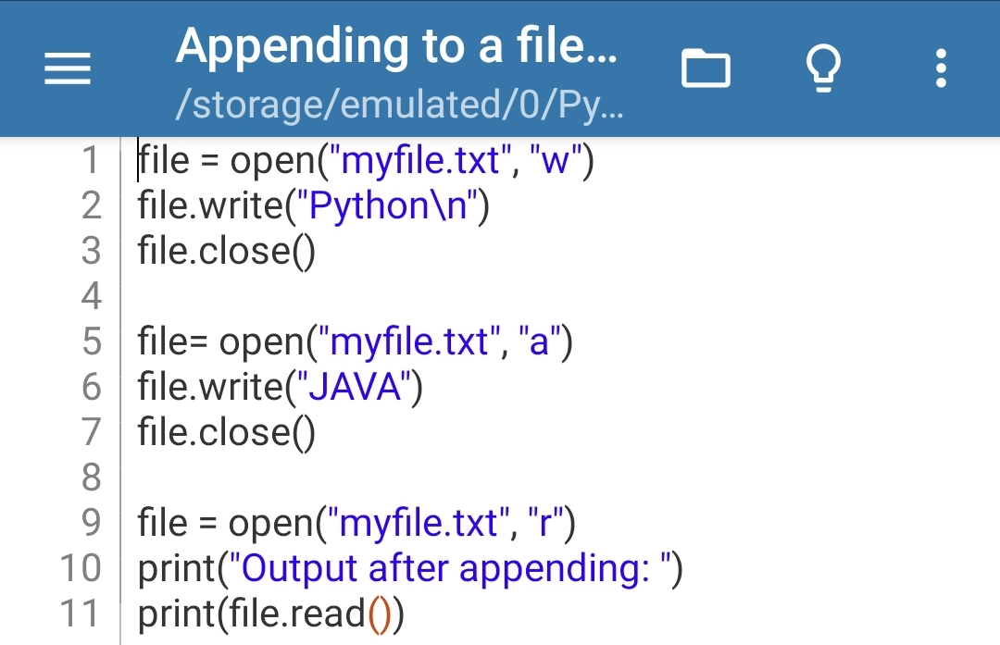 Appending to a file...
/storage/emulated/0/Py...
1 file = open("myfile.txt", "w")
2 file.write("Python\n")
3 file.close()
4
5 file= open("myfile.txt", "a")
6 file.write("JAVA")
7 file.close()
8
9 file = open("myfile.txt", "r")
10 print("Output after appending: ")
11 print(file.read())